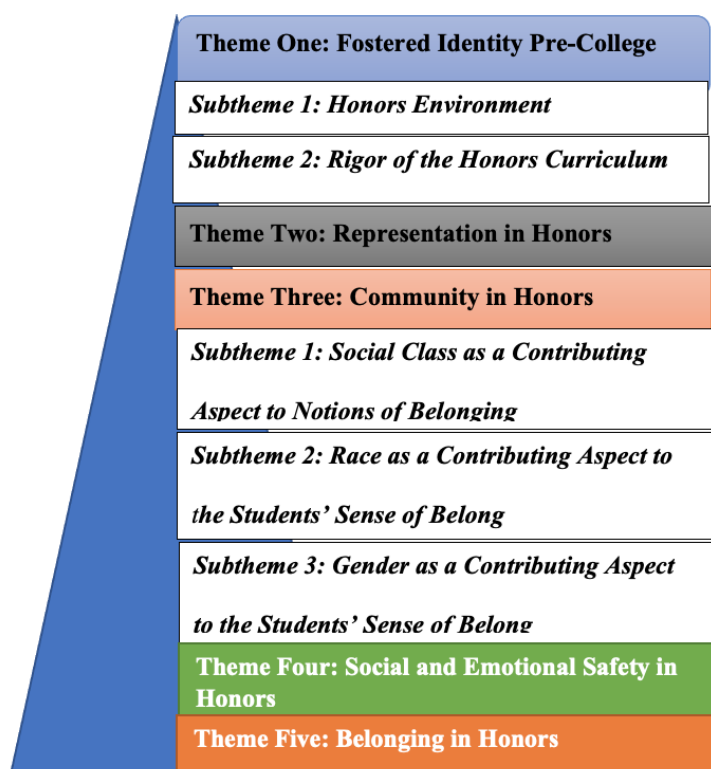 Theme One: Fostered Identity Pre-College
Subtheme 1: Honors Environment
Subtheme 2: Rigor of the Honors Curriculum
Theme Two: Representation in Honors
Theme Three: Community in Honors
Subtheme 1: Social Class as a Contributing
Aspect to Notions of Belonging
Subtheme 2: Race as a Contributing Aspect to
the Students’ Sense of Belong
Subtheme 3: Gender as a Contributing Aspect
to the Students’ Sense of Belong
Theme Four: Social and Emotional Safety in
Honors
Theme Five: Belonging in Honors